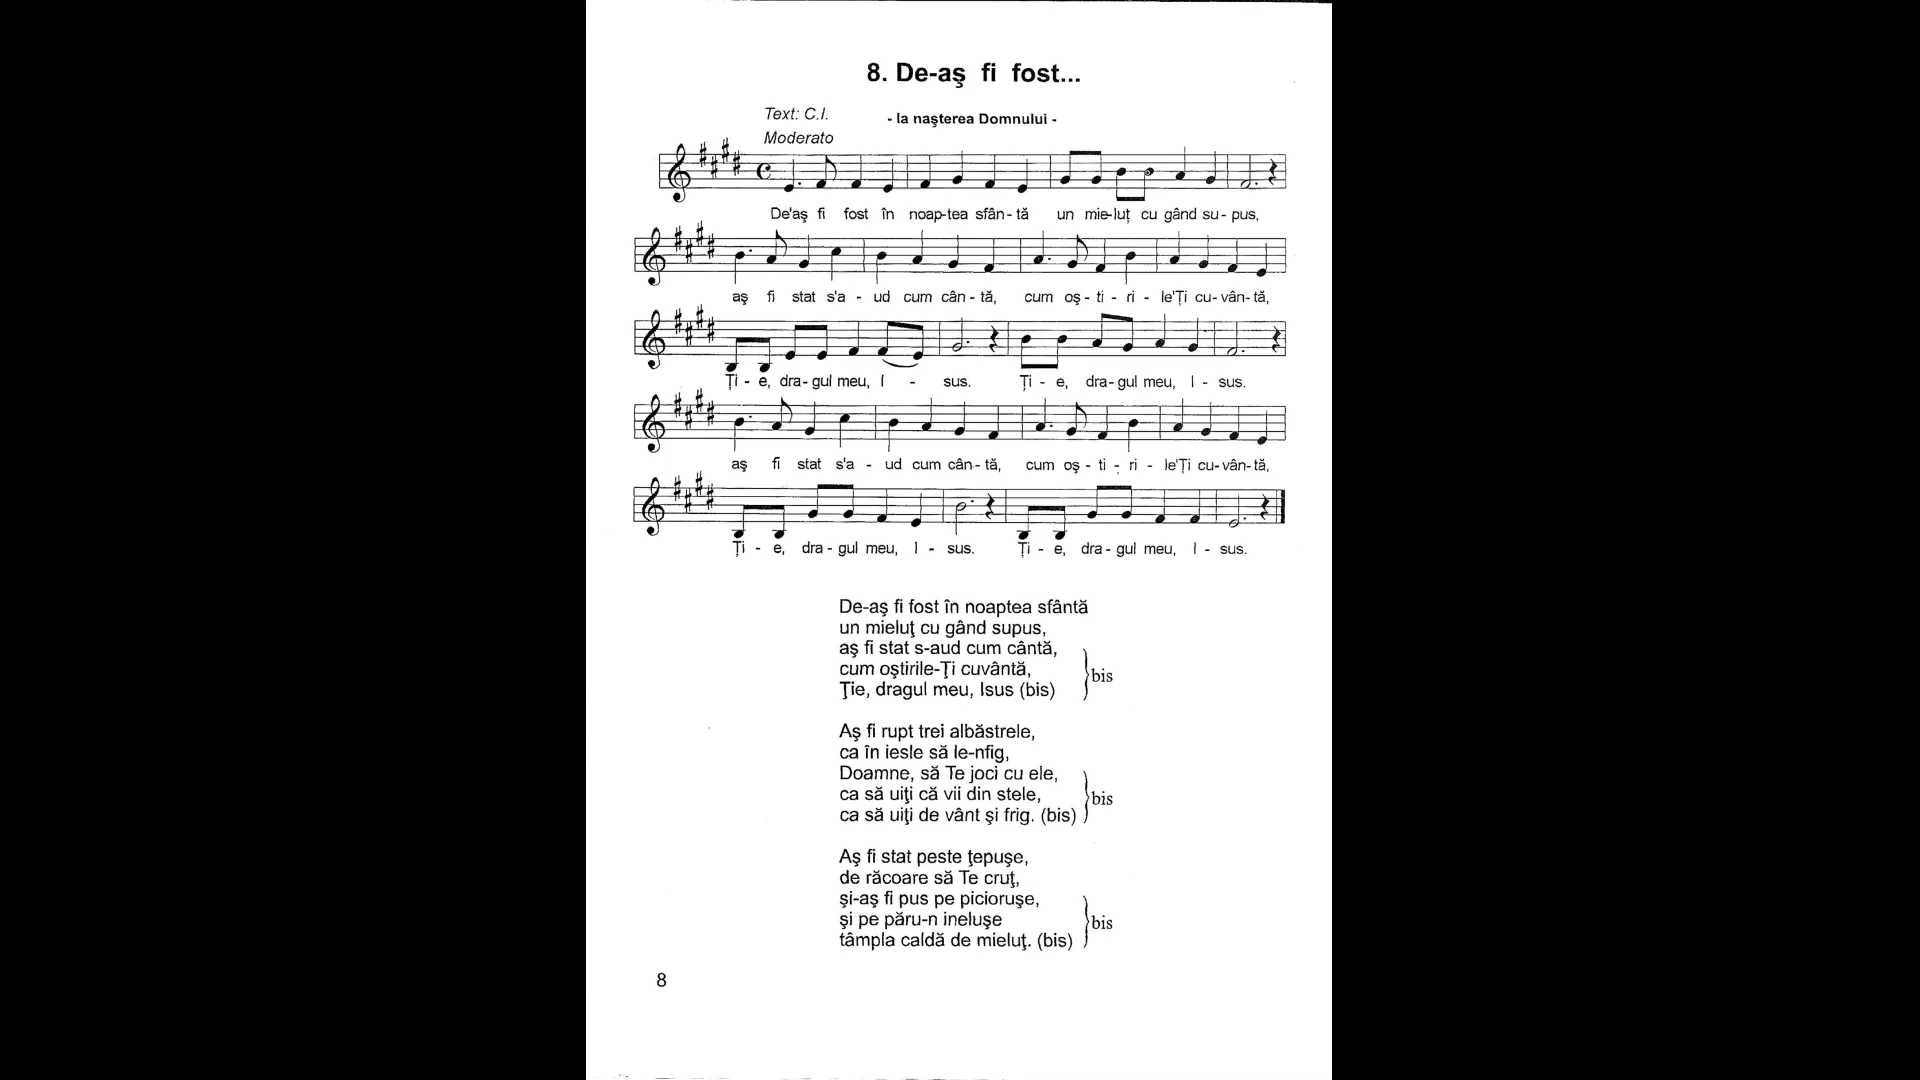 8. De-aş fi fost...
Text: C.I.
- la naşterea Domnului -
Moderato
De'aş fi fost în noap-tea sfân-tă un mie-luţ cu gând su-pus,
aş fi stat s'a - ud cum cân-tă, cum oş-ti - ri - le'Ţi cu-vân-tă,
Ţi - e, dra-gul meu, I - sus. Ţi - e, dra-gul meu, I - sus.
aş fi stat s'a - ud cum cân-tă, cum oş - ti - ri - le'Ţi cu-vân-tă,
Ţi - e, dra-gul meu, I - sus. Ţi - e, dra-gul meu, I - sus.
De-aş fi fost în noaptea sfântă
un mieluţ cu gând supus,
aş fi stat s-aud cum cântă,
cum oştirile-Ţi cuvântă,
bis
Ţie, dragul meu, Isus (bis)
Aş fi rupt trei albăstrele,
ca în iesle să le-nfig,
Doamne, să Te joci cu ele,
ca să uiţi că vii din stele,
bis
ca să uiţi de vânt şi frig. (bis)
Aş fi stat peste ţepuşe,
de răcoare să Te cruţ,
şi-aş fi pus pe picioruşe,
şi pe păru-n ineluşe
bis
tâmpla caldă de mieluţ. (bis)
8